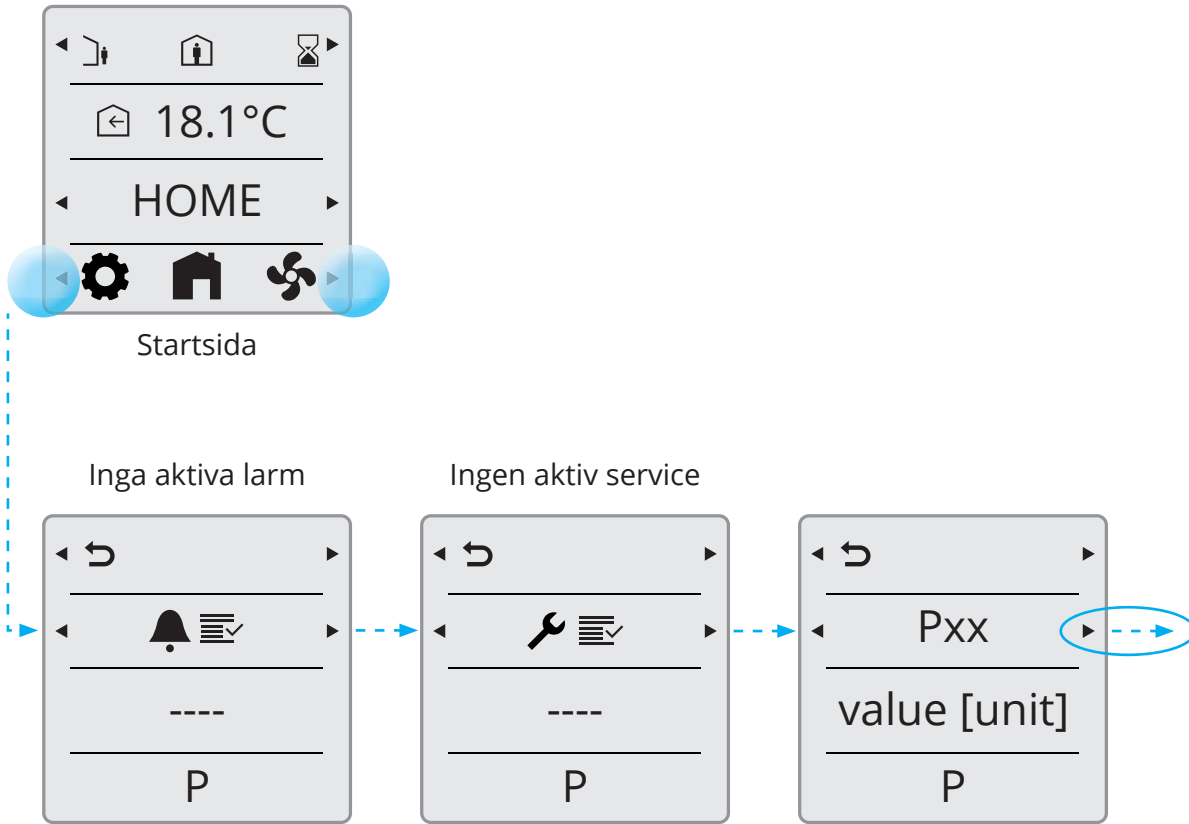 18.1°C
HOME
Startsida
Inga aktiva larm
Ingen aktiv service
Pxx
----
----
value [unit]
P
P
P